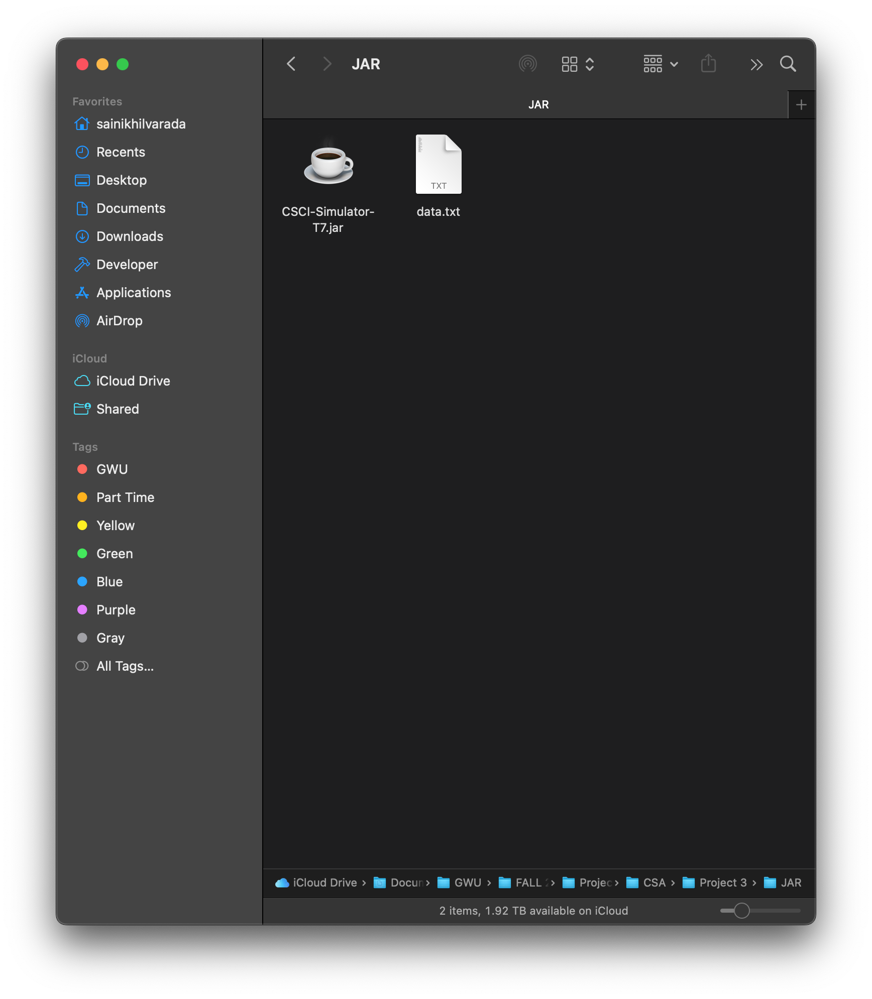 JAR
JAR
Favorites
sainikhilvarada
Recents
Desktop
Documents
Downloads
Developer
Applications
AirDrop
iCloud
iCloud Drive
Shared
Tags
GWU
Part Time
Yellow
Green
Blue
Purple
Gray
All Tags...
TXT
CSCI-Simulator-
T7.jar
data.txt
iCloud Drive › Docun › GWU › FALL › Projec › CSA › Project 3 › JAR
2 items, 1.92 TB available on iCloud